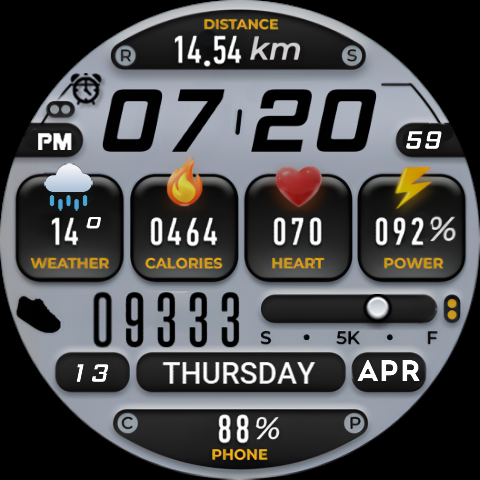 DISTANCE
R 14.54 km S
07 20
PM 59
14° 0464 070 092%
WEATHER CALORIES HEART POWER
09333
S • 5K • F
13 THURSDAY APR
C 88% P
PHONE